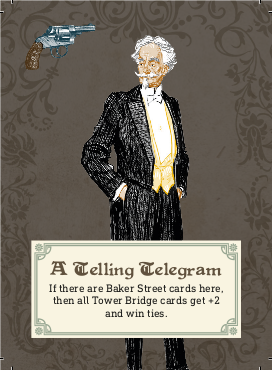 A Telling Telegram
If there are Baker Street cards here,
then all Tower Bridge cards get +2
and win ties.